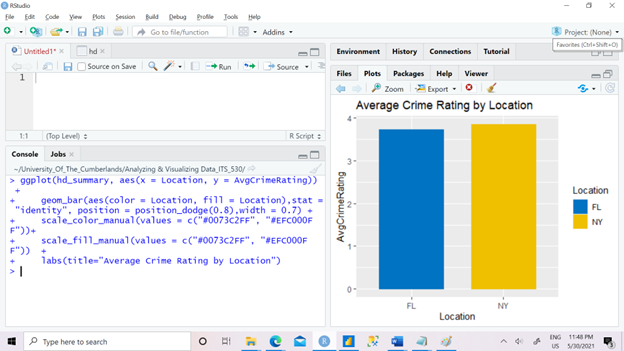 RStudio
File Edit Code View Plots Session Build Debug Profile Tools Help
Go to file/function
Addins
Project: (None)
Favorites (Ctrl+Shift+O)
Untitled1*
hd
Source on Save
Run
Source
1
1:1
(Top Level)
R Script
Console
Jobs
~/University_Of_The_Cumberlands/Analyzing & Visualizing Data_ITS_530/
> ggplot(hd_summary, aes(x = Location, y = AvgCrimeRating))
+
+ geom_bar(aes(color = Location, fill = Location),stat =
"identity", position = position_dodge(0.8),width = 0.7) +
+ scale_color_manual(values = c("#0073C2FF", "#EFC000F
F"))+
+ scale_fill_manual(values = c("#0073C2FF", "#EFC000F
F")) +
+ labs(title="Average Crime Rating by Location")
>
Environment History Connections Tutorial
Files Plots Packages Help Viewer
Zoom
Export
Average Crime Rating by Location
AvgCrimeRating
4
3
2
1
0
FL
NY
Location
Location
FL
NY
Type here to search
ENG
US
11:48 PM
5/30/2021